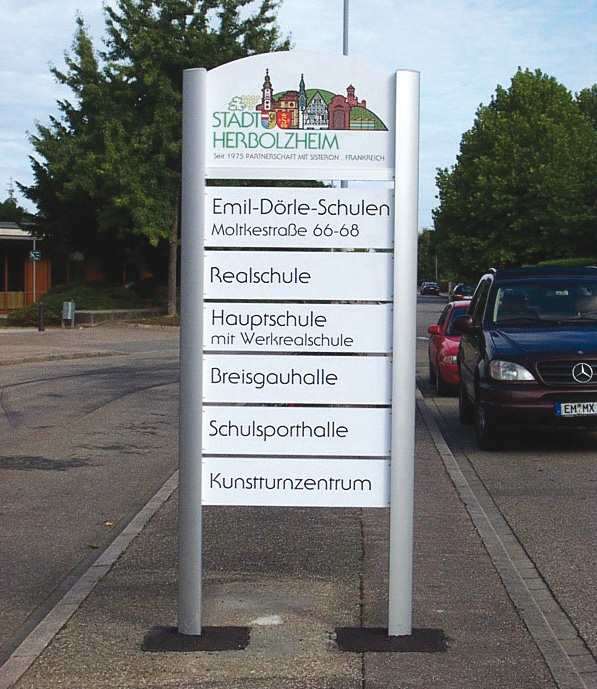 STADT
HERBOLZHEIM
Seit 1975 PARTNERSCHAFT MIT SISTERON . FRANKREICH
Emil-Dörle-Schulen
Moltkestraße 66-68
Realschule
Hauptschule
mit Werkrealschule
Breisgauhalle
Schulsporthalle
Kunstturnzentrum
EM MX